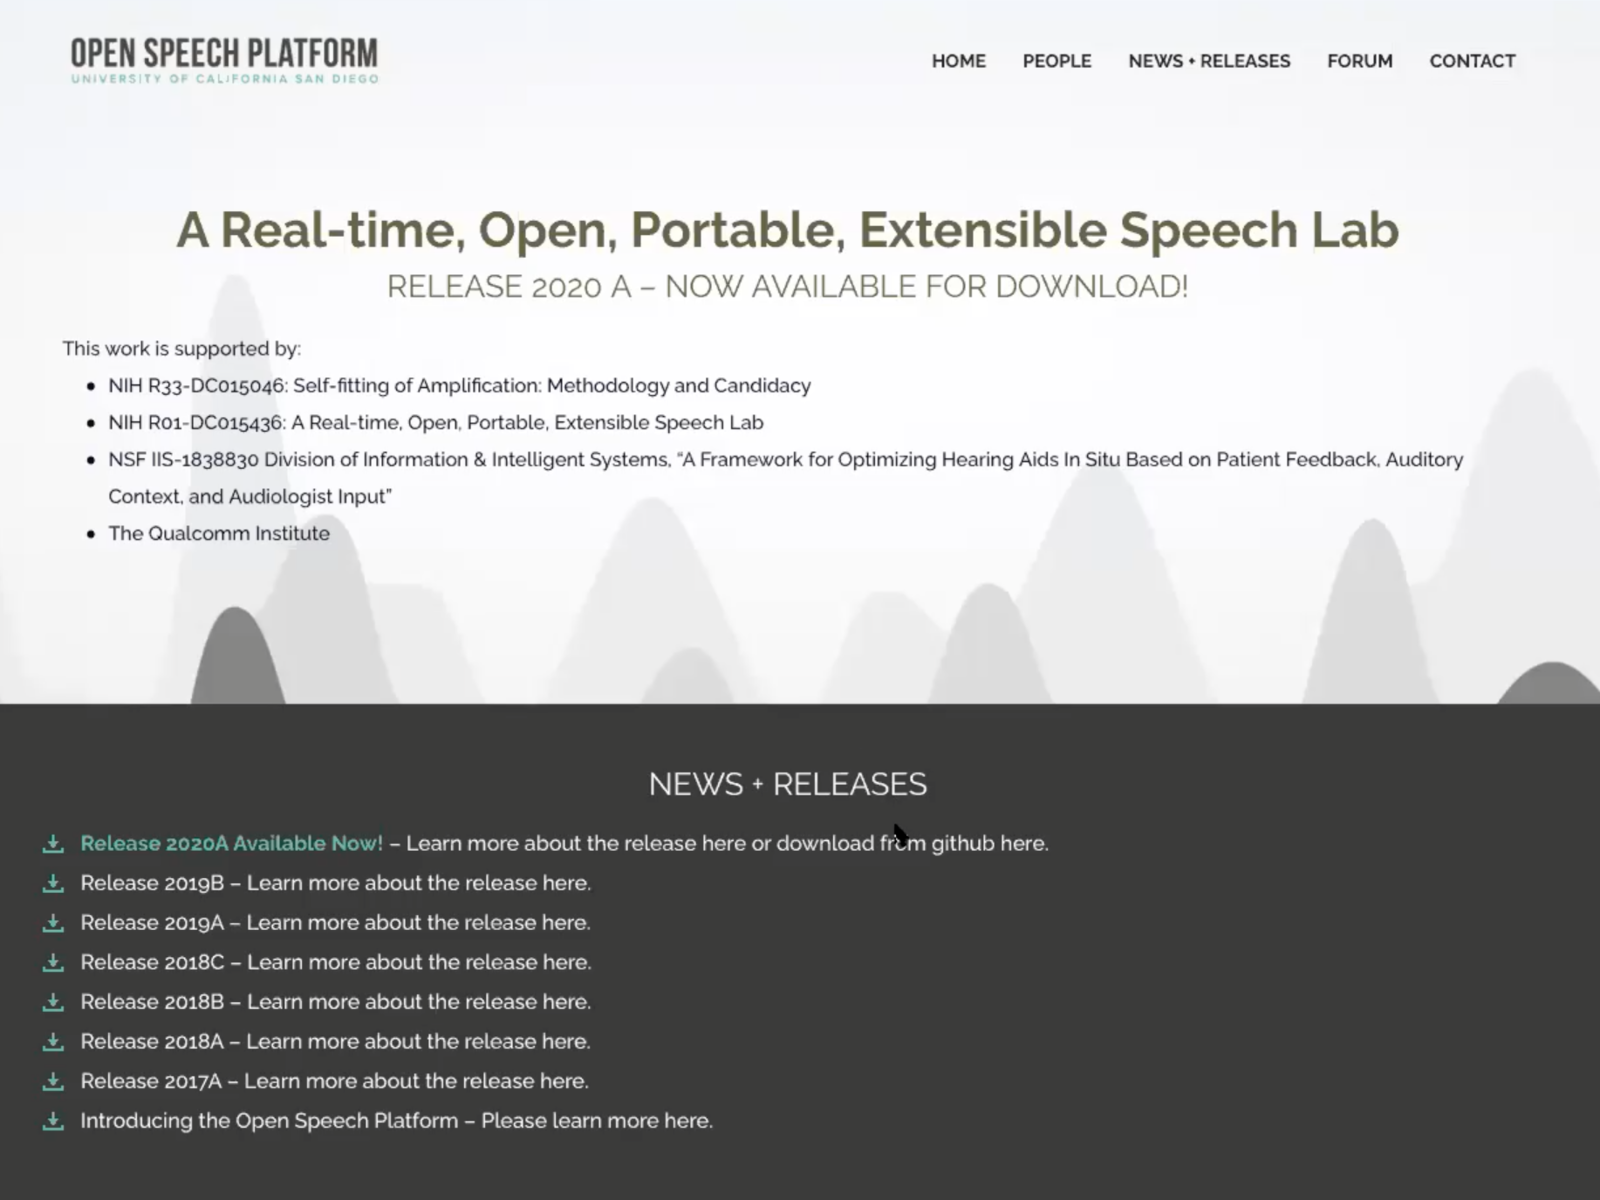 OPEN SPEECH PLATFORM
UNIVERSITY OF CALIFORNIA SAN DIEGO
HOME PEOPLE NEWS + RELEASES FORUM CONTACT
A Real-time, Open, Portable, Extensible Speech Lab
RELEASE 2020 A – NOW AVAILABLE FOR DOWNLOAD!
This work is supported by:
NIH R33-DC015046: Self-fitting of Amplification: Methodology and Candidacy
NIH R01-DC015436: A Real-time, Open, Portable, Extensible Speech Lab
NSF IIS-1838830 Division of Information & Intelligent Systems, “A Framework for Optimizing Hearing Aids In Situ Based on Patient Feedback, Auditory
Context, and Audiologist Input”
The Qualcomm Institute
NEWS + RELEASES
Release 2020A Available Now! – Learn more about the release here or download from github here.
Release 2019B – Learn more about the release here.
Release 2019A – Learn more about the release here.
Release 2018C – Learn more about the release here.
Release 2018B – Learn more about the release here.
Release 2018A – Learn more about the release here.
Release 2017A – Learn more about the release here.
Introducing the Open Speech Platform – Please learn more here.